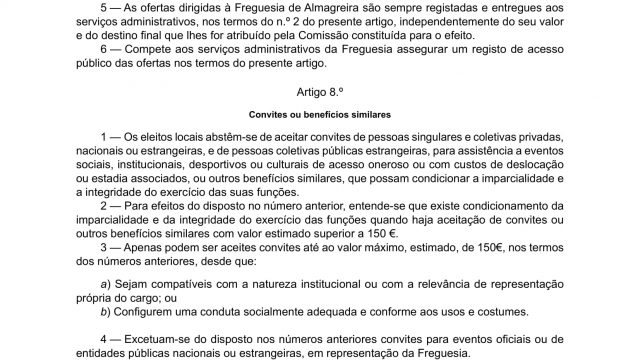 5 — As ofertas dirigidas à Freguesia de Almagreira são sempre registadas e entregues aos
serviços administrativos, nos termos do n.º 2 do presente artigo, independentemente do seu valor
e do destino final que lhes for atribuído pela Comissão constituída para o efeito.
6 — Compete aos serviços administrativos da Freguesia assegurar um registo de acesso
público das ofertas nos termos do presente artigo.
Artigo 8.º
Convites ou benefícios similares
1 — Os eleitos locais abstêm-se de aceitar convites de pessoas singulares e coletivas privadas,
nacionais ou estrangeiras, e de pessoas coletivas públicas estrangeiras, para assistência a eventos
sociais, institucionais, desportivos ou culturais de acesso oneroso ou com custos de deslocação
ou estadia associados, ou outros benefícios similares, que possam condicionar a imparcialidade e
a integridade do exercício das suas funções.
2 — Para efeitos do disposto no número anterior, entende-se que existe condicionamento da
imparcialidade e da integridade do exercício das funções quando haja aceitação de convites ou
outros benefícios similares com valor estimado superior a 150 €.
3 — Apenas podem ser aceites convites até ao valor máximo, estimado, de 150€, nos termos
dos números anteriores, desde que:
a) Sejam compatíveis com a natureza institucional ou com a relevância de representação
própria do cargo; ou
b) Configurem uma conduta socialmente adequada e conforme aos usos e costumes.
4 — Excetuam-se do disposto nos números anteriores convites para eventos oficiais ou de
entidades públicas nacionais ou estrangeiras, em representação da Freguesia.